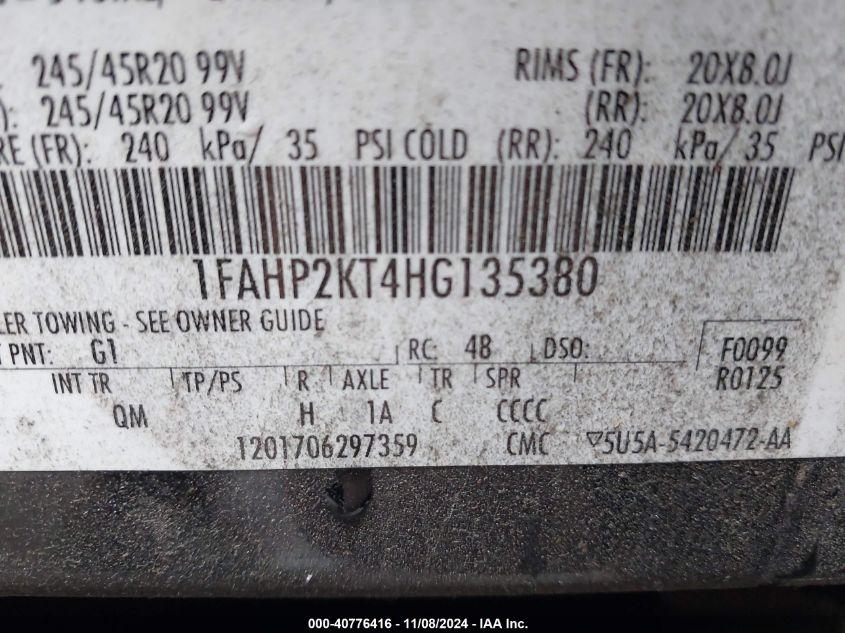 245/45R20 99V RIMS (FR): 20X8.0J
): 245/45R20 99V (RR): 20X8.0J
RE (FR): 240 kPa/ 35 PSI COLD (RR): 240 kPa/ 35 PSI
1FAHP2KT4HG135380
LER TOWING - SEE OWNER GUIDE
T PNT: G1 RC: 48 DSO: F0099
INT TR TP/PS R AXLE TR SPR R0125
QM H 1A C CCCC
1201706297359 CMC ▽5U5A-5420472-AA
000-40776416 - 11/08/2024 - IAA Inc.